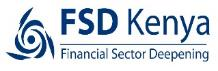 FSD Kenya
Financial Sector Deepening